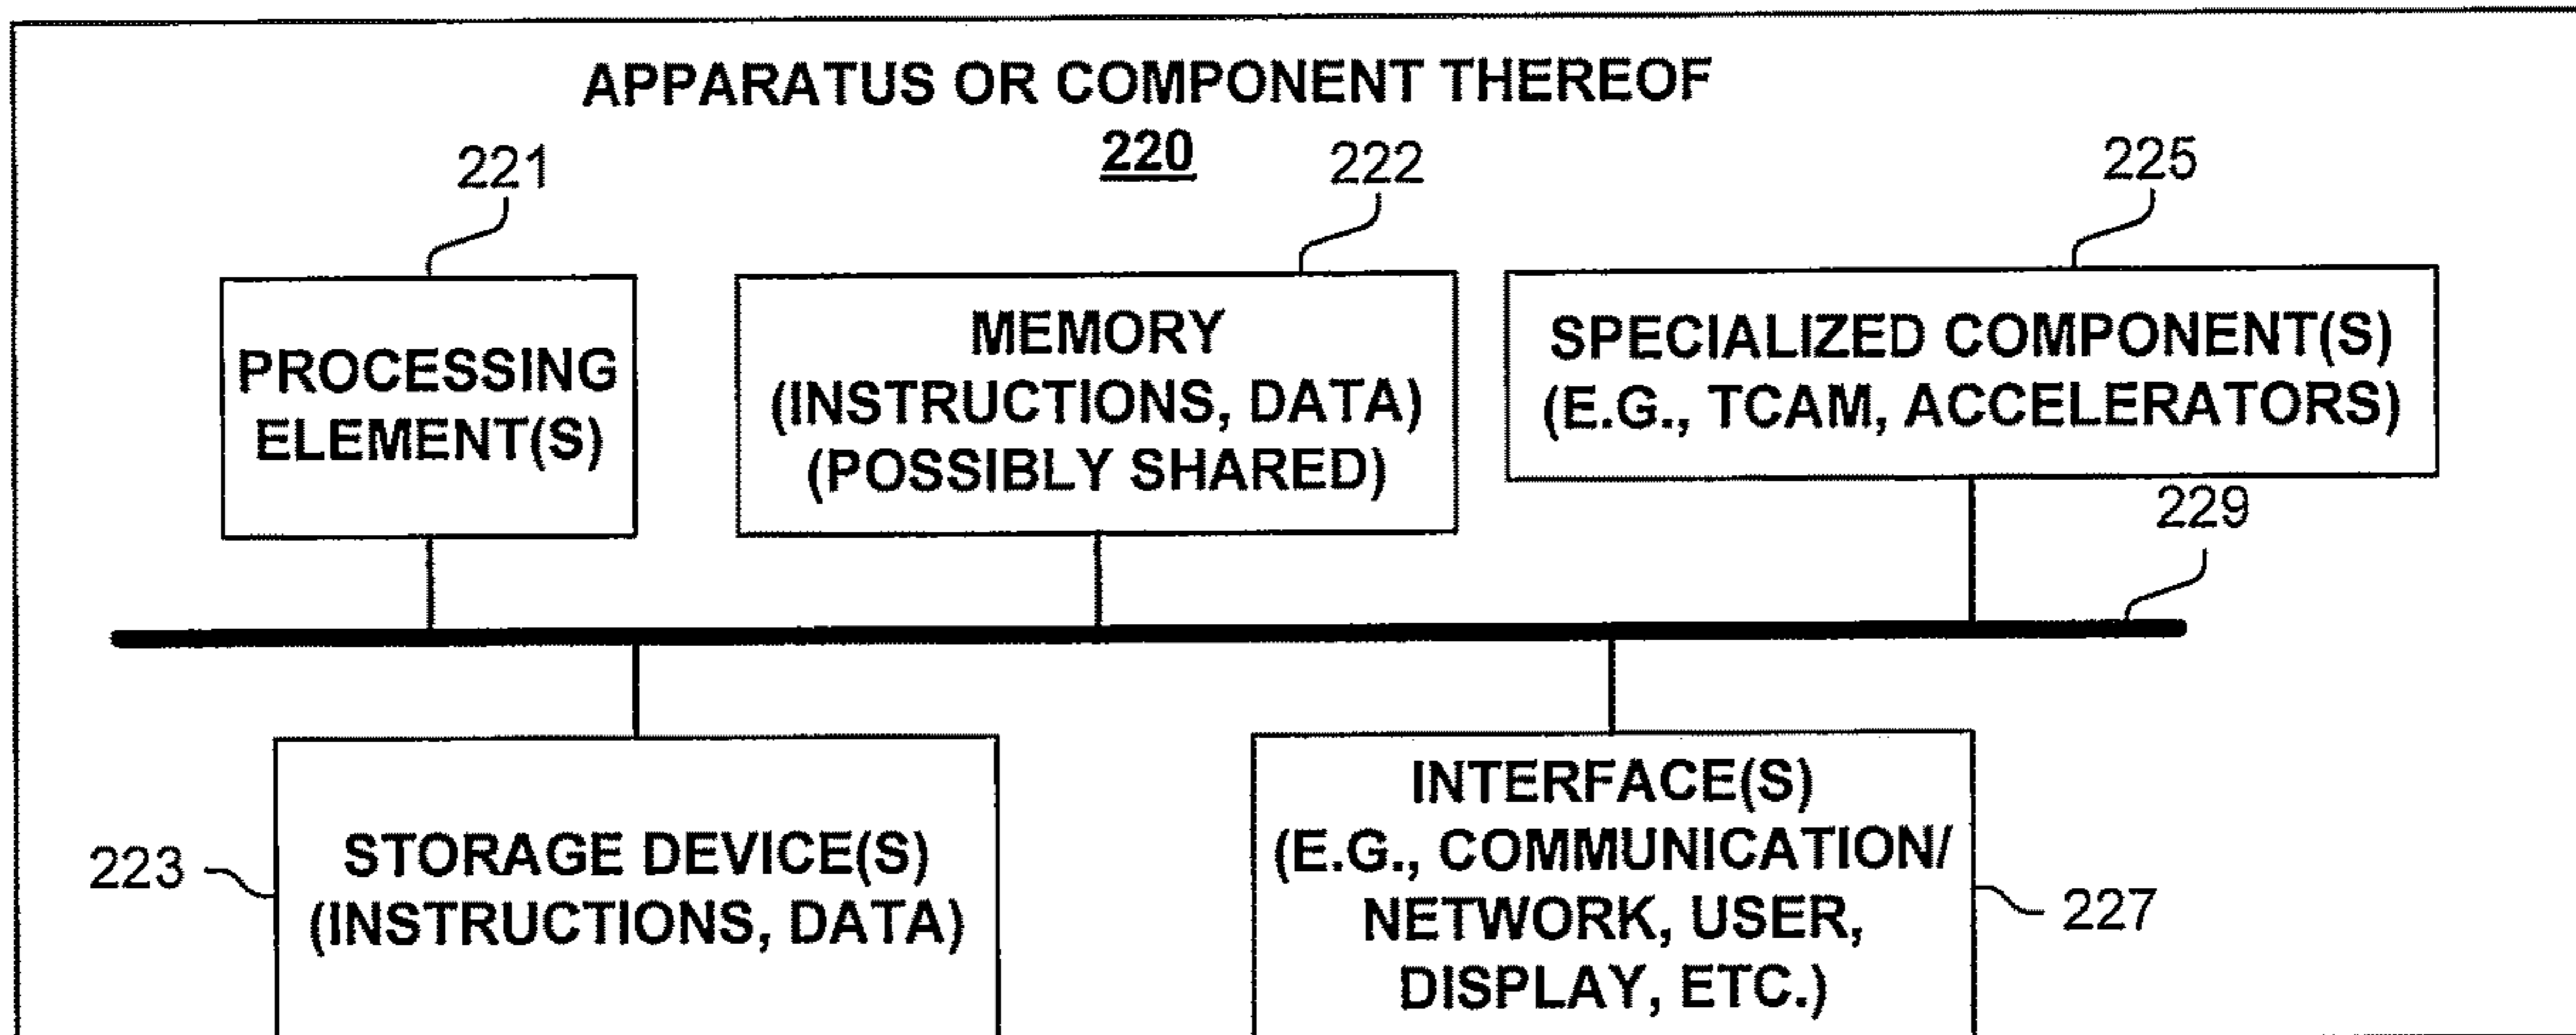 APPARATUS OR COMPONENT THEREOF
220
221
222
225
PROCESSING
ELEMENT(S)
MEMORY
(INSTRUCTIONS, DATA)
(POSSIBLY SHARED)
SPECIALIZED COMPONENT(S)
(E.G., TCAM, ACCELERATORS)
229
223
STORAGE DEVICE(S)
(INSTRUCTIONS, DATA)
INTERFACE(S)
(E.G., COMMUNICATION/
NETWORK, USER,
DISPLAY, ETC.)
227